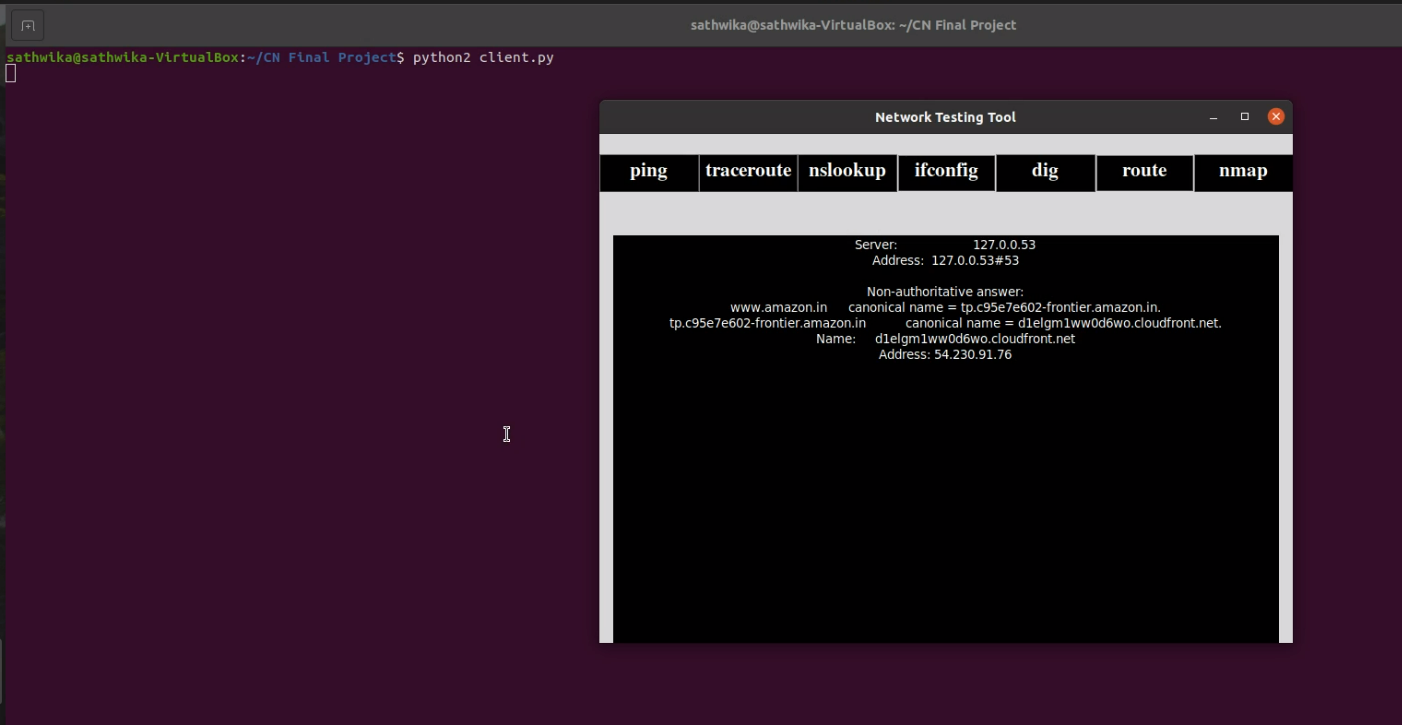 sathwika@sathwika-VirtualBox: ~/CN Final Project
sathwika@sathwika-VirtualBox:~/CN Final Project$ python2 client.py
Network Testing Tool
ping traceroute nslookup ifconfig dig route nmap
Server: 127.0.0.53
Address: 127.0.0.53#53
Non-authoritative answer:
www.amazon.in canonical name = tp.c95e7e602-frontier.amazon.in.
tp.c95e7e602-frontier.amazon.in canonical name = d1elgm1ww0d6wo.cloudfront.net.
Name: d1elgm1ww0d6wo.cloudfront.net
Address: 54.230.91.76